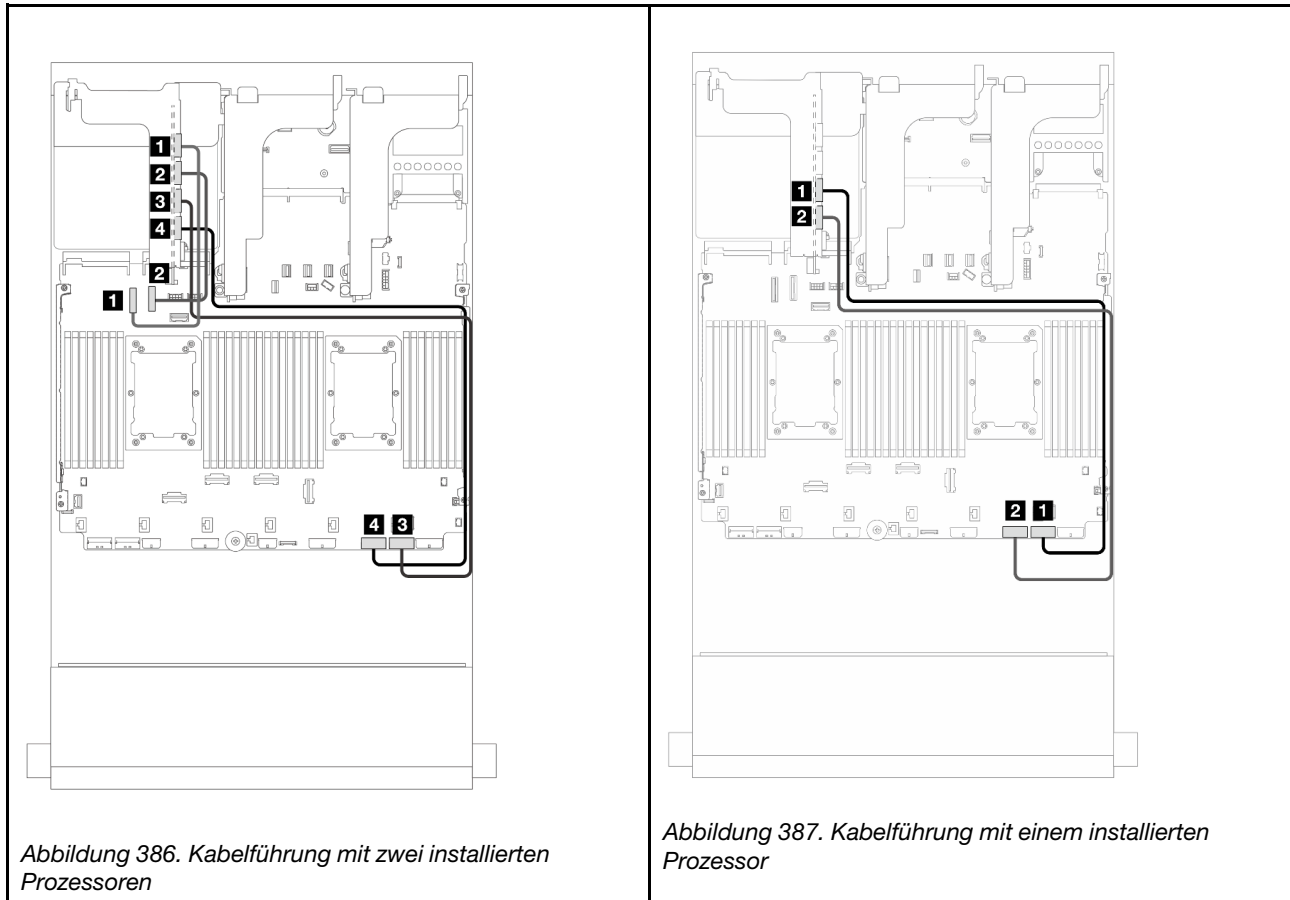 1
2
3
4
2
1
4 3
Abbildung 386. Kabelführung mit zwei installierten
Prozessoren
1
2
2 1
Abbildung 387. Kabelführung mit einem installierten
Prozessor